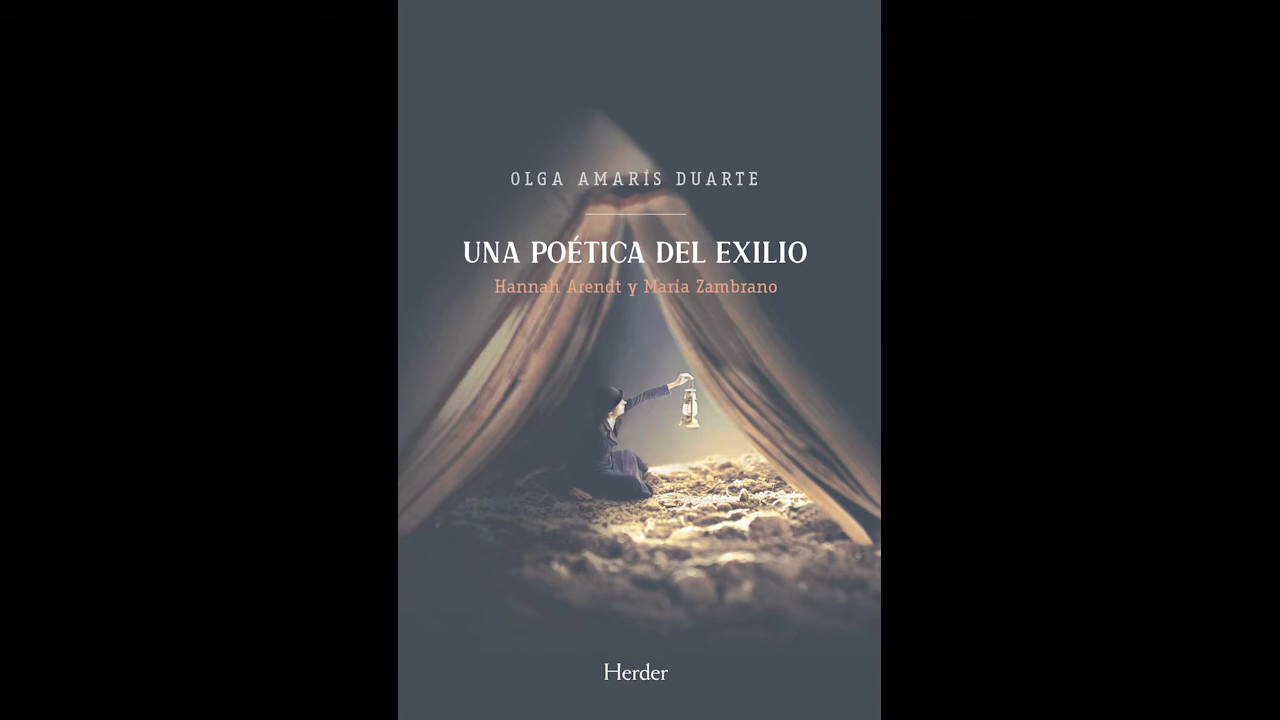 OLGA AMARÍS DUARTE
UNA POÉTICA DEL EXILIO
Hannah Arendt y María Zambrano
Herder